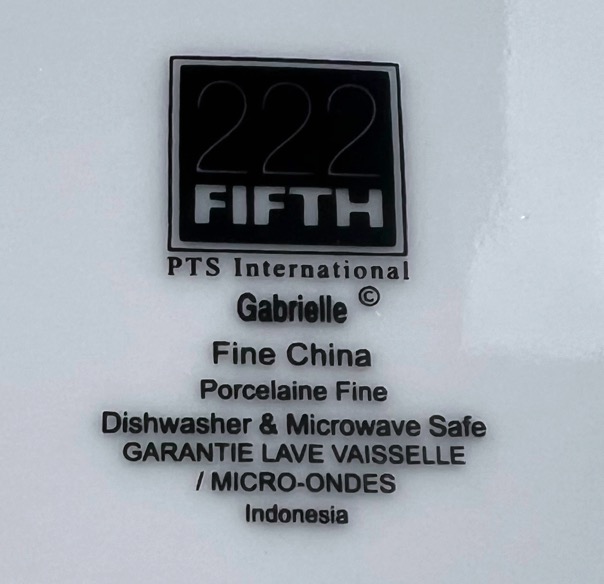 222
FIFTH
PTS International
Gabrielle ©
Fine China
Porcelaine Fine
Dishwasher & Microwave Safe
GARANTIE LAVE VAISSELLE
/ MICRO-ONDES
Indonesia